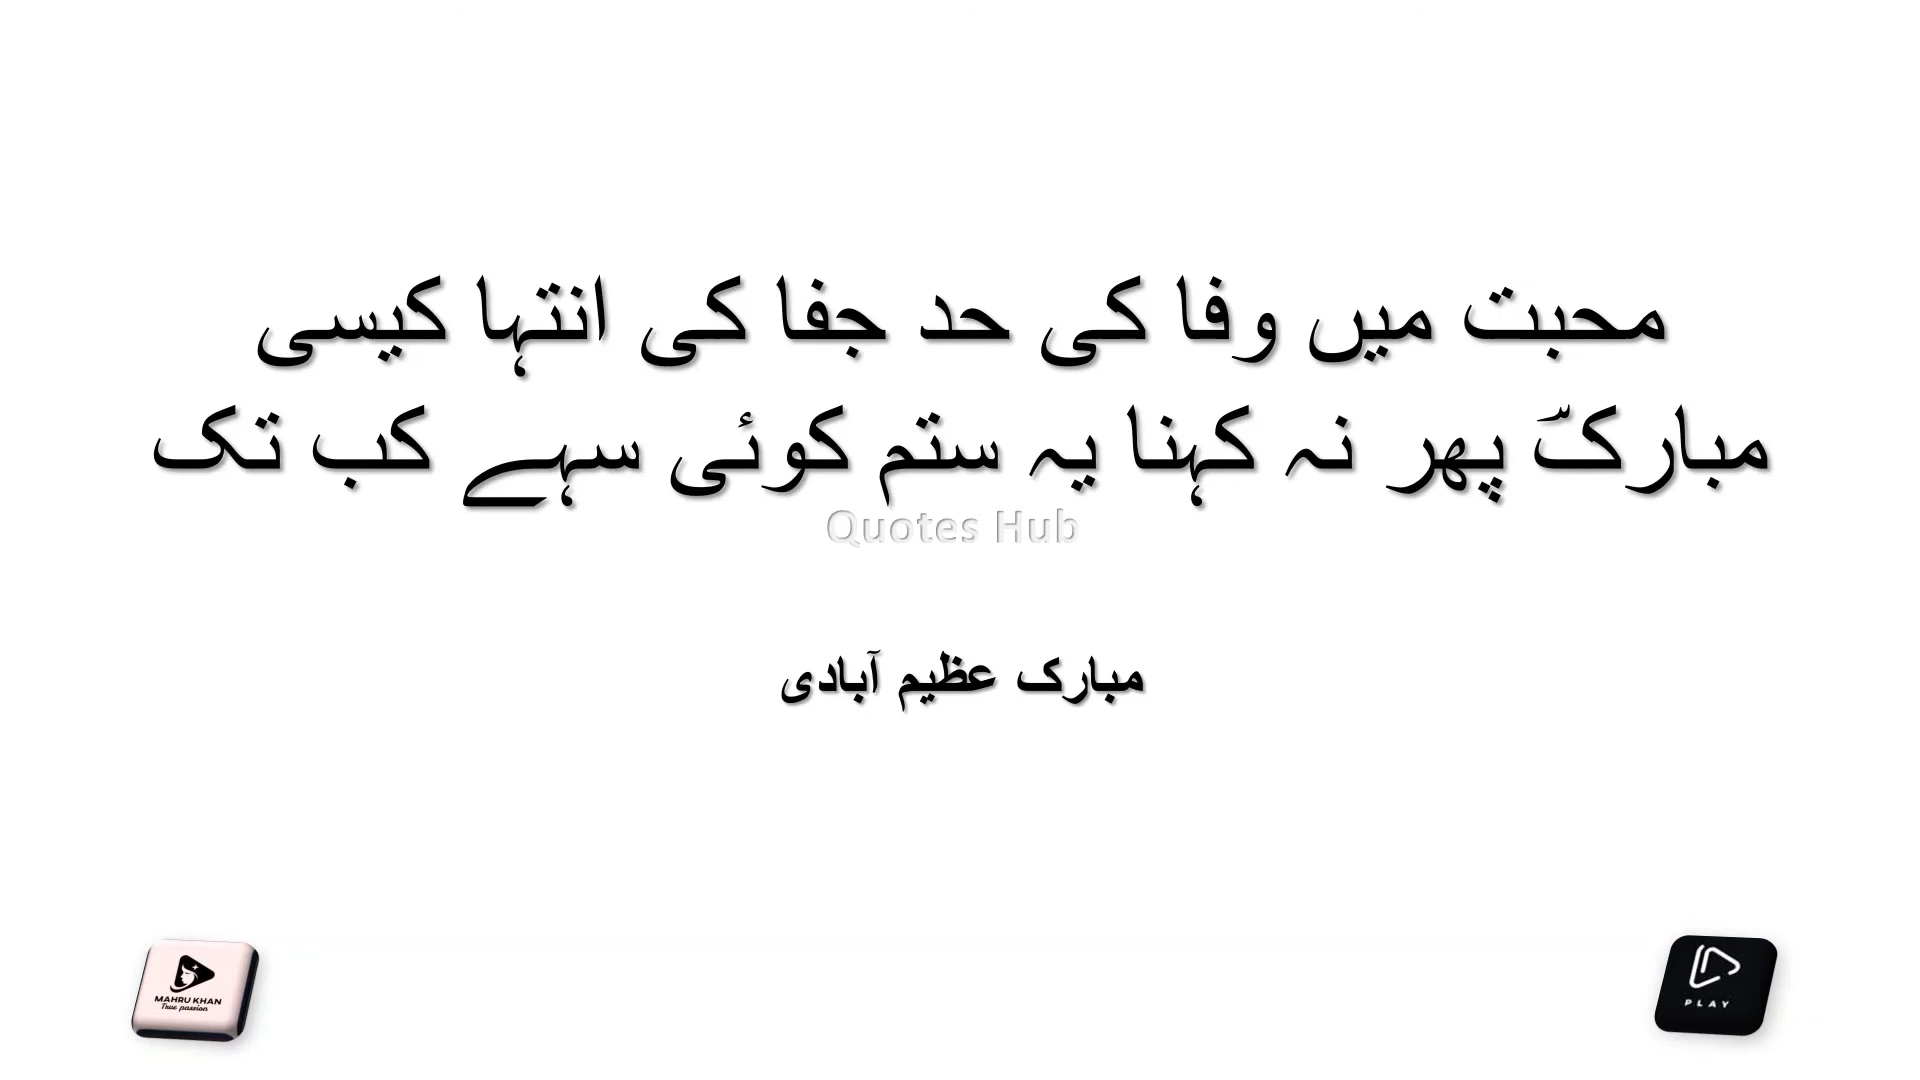 محبت میں وفا کی حد جفا کی انتہا کیسی
مبارکؔ پھر نہ کہنا یہ ستم کوئی سہے کب تک
Quotes Hub
مبارک عظیم آبادی
MAHRU KHAN
True passion
PLAY